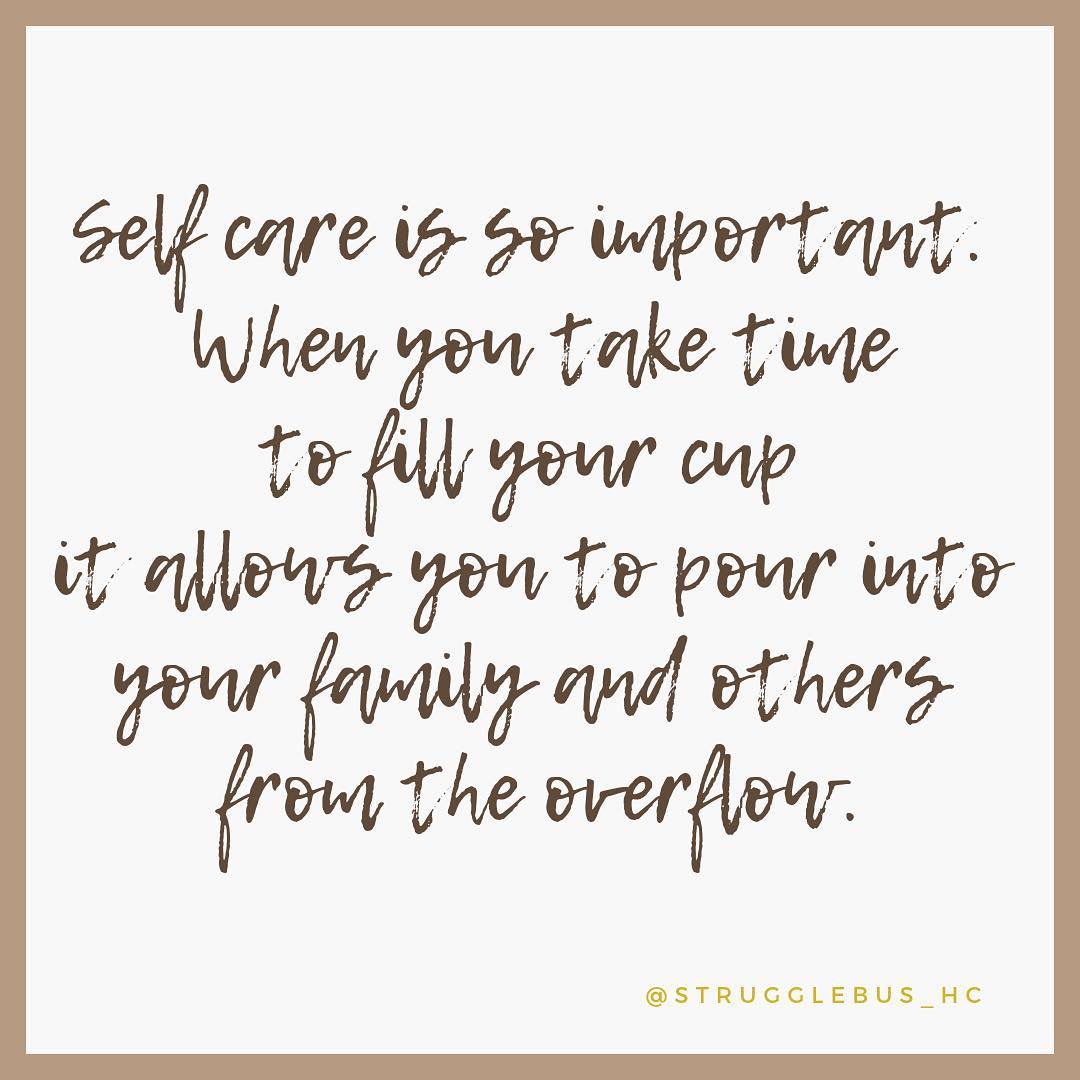 Self care is so important.
When you take time
to fill your cup
it allows you to pour into
your family and others
from the overflow.
@STRUGGLEBUS_HC